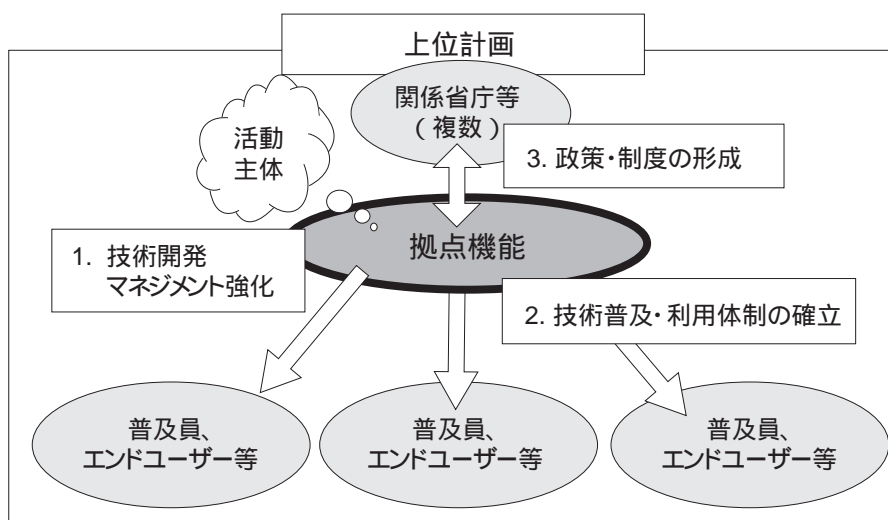 上位計画
関係省庁等
(複数)
活動
主体
3. 政策・制度の形成
拠点機能
1. 技術開発
マネジメント強化
2. 技術普及・利用体制の確立
普及員、
エンドユーザー等
普及員、
エンドユーザー等
普及員、
エンドユーザー等